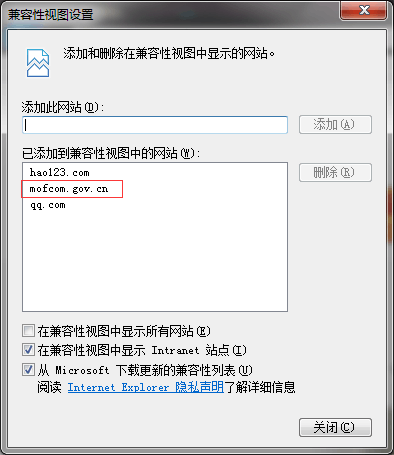 兼容性视图设置
添加和删除在兼容性视图中显示的网站。
添加此网站(D):
添加(A)
已添加到兼容性视图中的网站(W):
hao123.com
删除(R)
mofcom.gov.cn
qq.com
在兼容性视图中显示所有网站(E)
在兼容性视图中显示 Intranet 站点(I)
从 Microsoft 下载更新的兼容性列表(U)
阅读 Internet Explorer 隐私声明了解详细信息
关闭(C)